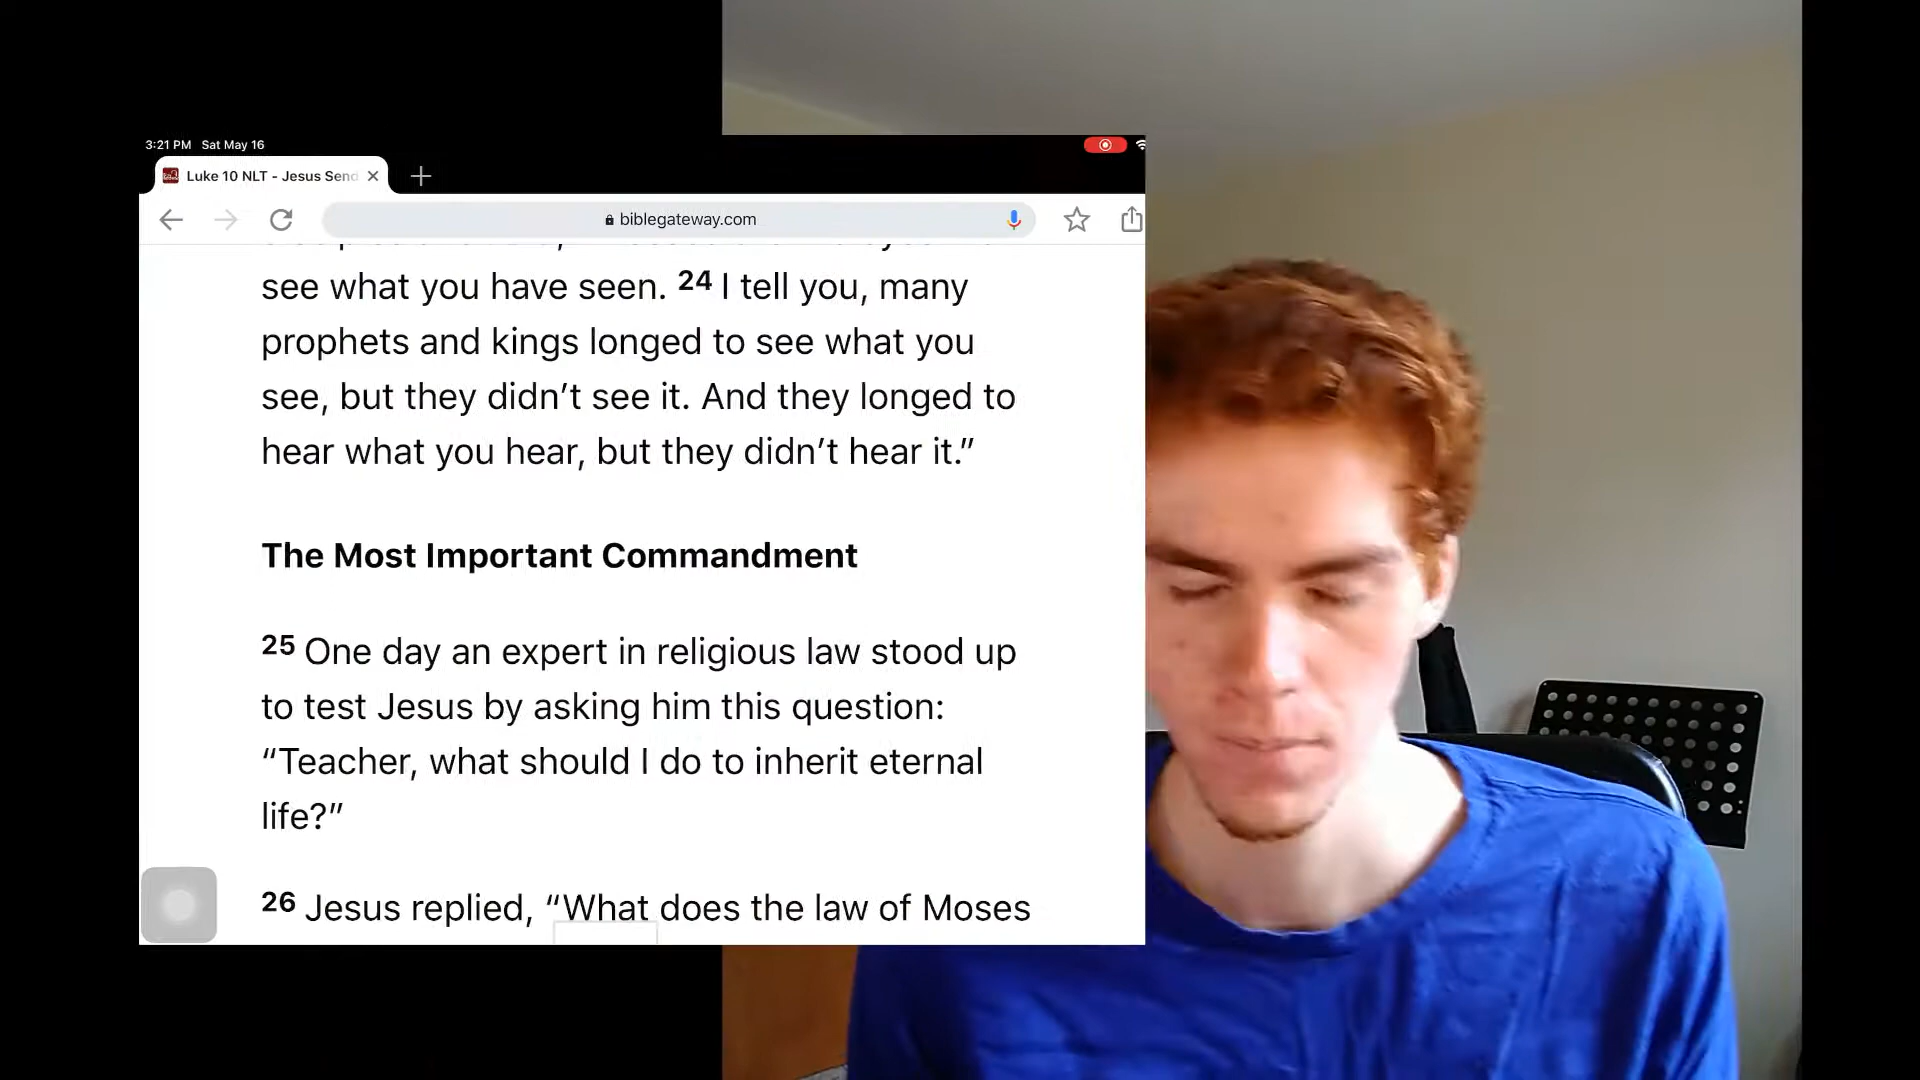 3:21 PM Sat May 16
Luke 10 NLT - Jesus Send
biblegateway.com
see what you have seen. 24 I tell you, many
prophets and kings longed to see what you
see, but they didn’t see it. And they longed to
hear what you hear, but they didn’t hear it.”
The Most Important Commandment
25 One day an expert in religious law stood up
to test Jesus by asking him this question:
“Teacher, what should I do to inherit eternal
life?”
26 Jesus replied, “What does the law of Moses